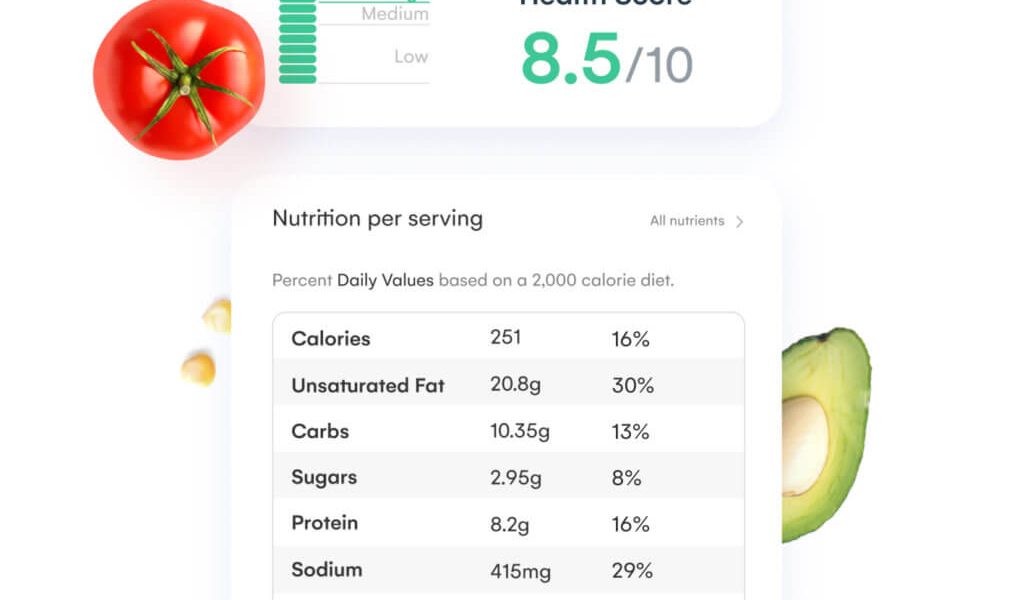 Medium
Low
Health Score
8.5/10
Nutrition per serving
All nutrients
Percent Daily Values based on a 2,000 calorie diet.
Calories 251 16%
Unsaturated Fat 20.8g 30%
Carbs 10.35g 13%
Sugars 2.95g 8%
Protein 8.2g 16%
Sodium 415mg 29%